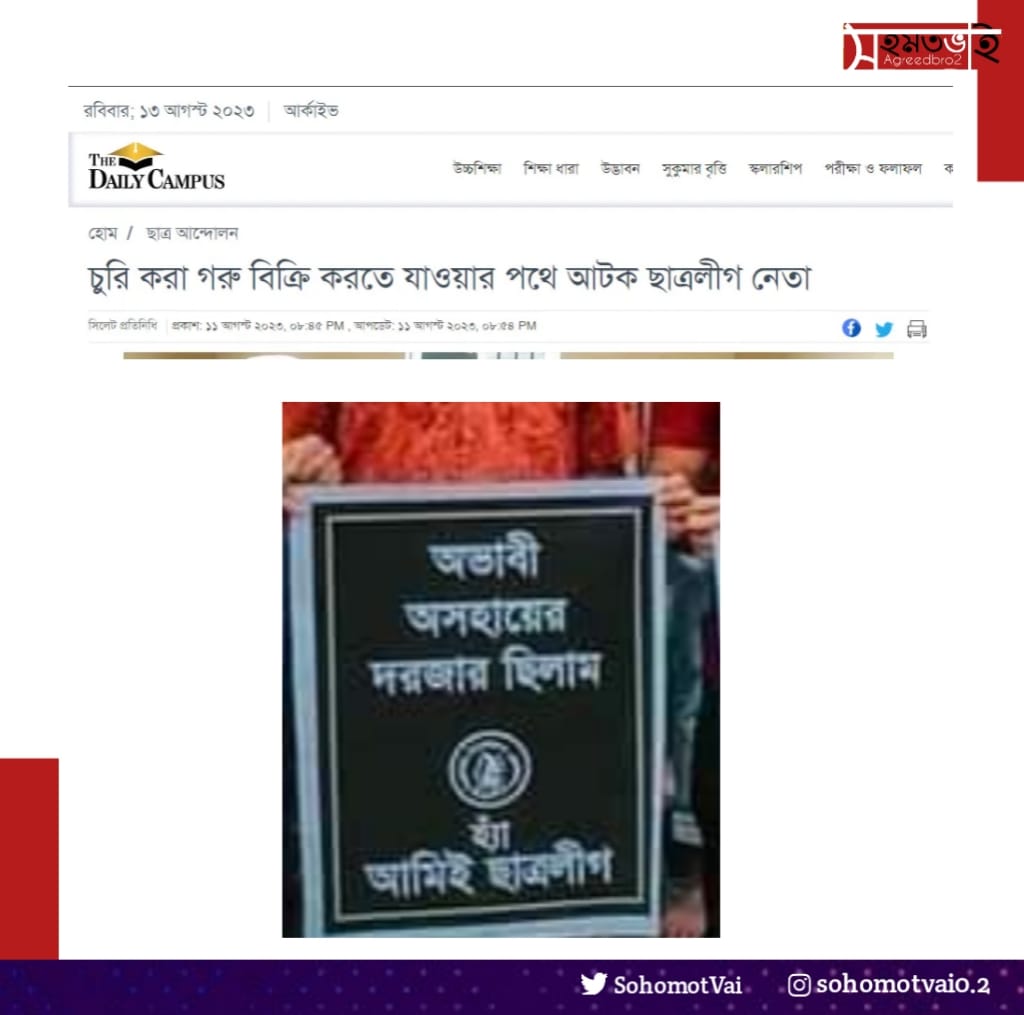 সহমতভাই
Agreedbro2
রবিবার; ১৩ আগস্ট ২০২৩ আর্কাইভ
THE
DAILY CAMPUS
উচ্চশিক্ষা শিক্ষা ধারা উদ্ভাবন সুকুমার বৃত্তি স্কলারশিপ পরীক্ষা ও ফলাফল ক
হোম / ছাত্র আন্দোলন
চুরি করা গরু বিক্রি করতে যাওয়ার পথে আটক ছাত্রলীগ নেতা
সিলেট প্রতিনিধি প্রকাশ: ১১ আগস্ট ২০২৩, ০৮:৪৫ PM , আপডেট: ১১ আগস্ট ২০২৩, ০৮:৫৪ PM
অভাবী
অসহায়ের
দরজার ছিলাম
হ্যাঁ
আমিই ছাত্রলীগ
SohomotVai sohomotvai0.2